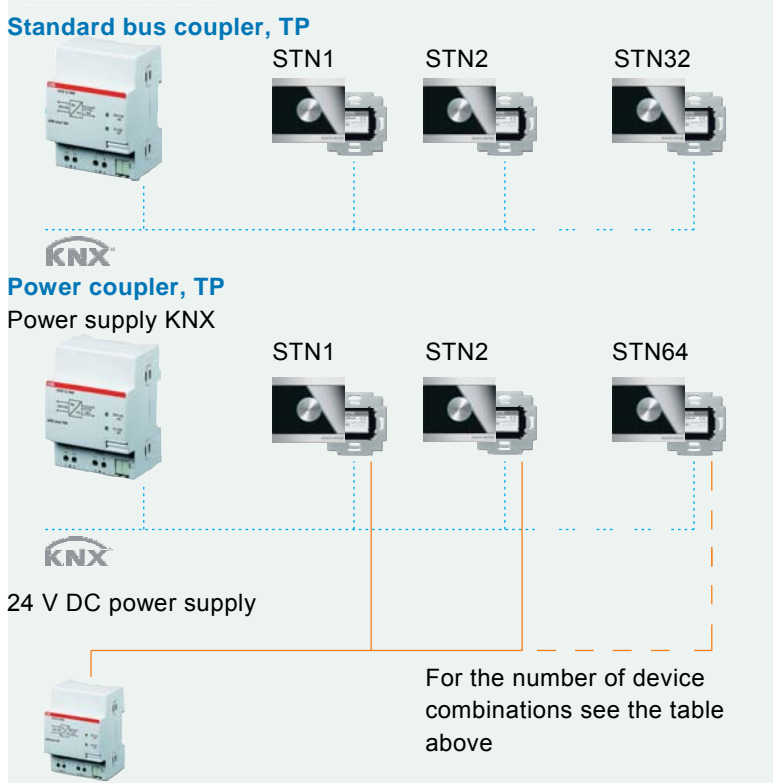 Standard bus coupler, TP
STN1
STN2
STN32
KNX
Power coupler, TP
Power supply KNX
STN1
STN2
STN64
KNX
24 V DC power supply
For the number of device
combinations see the table
above